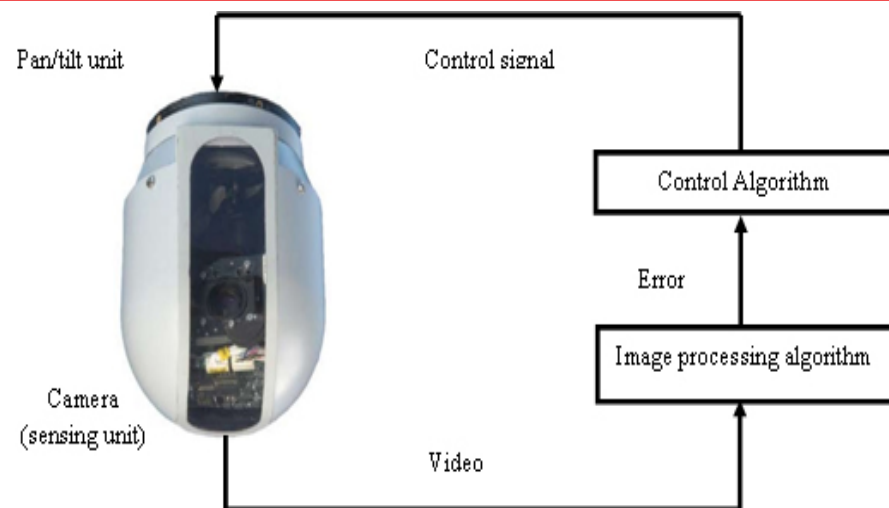 Pan/tilt unit
Control signal
Control Algorithm
Error
Image processing algorithm
Camera
(sensing unit)
Video